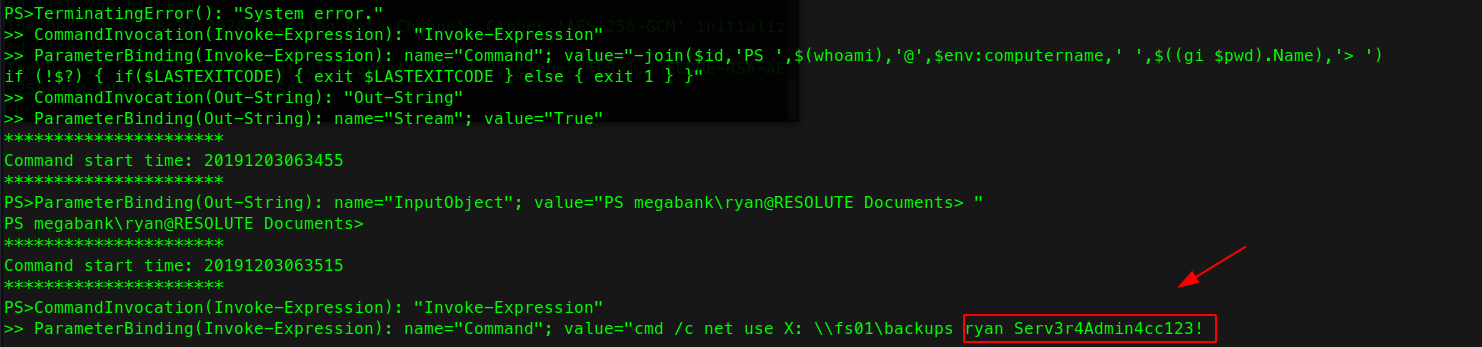 PS>TerminatingError(): "System error."
>> CommandInvocation(Invoke-Expression): "Invoke-Expression"
>> ParameterBinding(Invoke-Expression): name="Command"; value="-join($id,'PS ',$(whoami),'@',$env:computername,' ',$((gi $pwd).Name),'> ')
if (!$?) { if($LASTEXITCODE) { exit $LASTEXITCODE } else { exit 1 } }"
>> CommandInvocation(Out-String): "Out-String"
>> ParameterBinding(Out-String): name="Stream"; value="True"
**********************
Command start time: 20191203063455
**********************
PS>ParameterBinding(Out-String): name="InputObject"; value="PS megabank\ryan@RESOLUTE Documents> "
PS megabank\ryan@RESOLUTE Documents>
**********************
Command start time: 20191203063515
**********************
PS>CommandInvocation(Invoke-Expression): "Invoke-Expression"
>> ParameterBinding(Invoke-Expression): name="Command"; value="cmd /c net use X: \\fs01\backups ryan Serv3r4Admin4cc123!